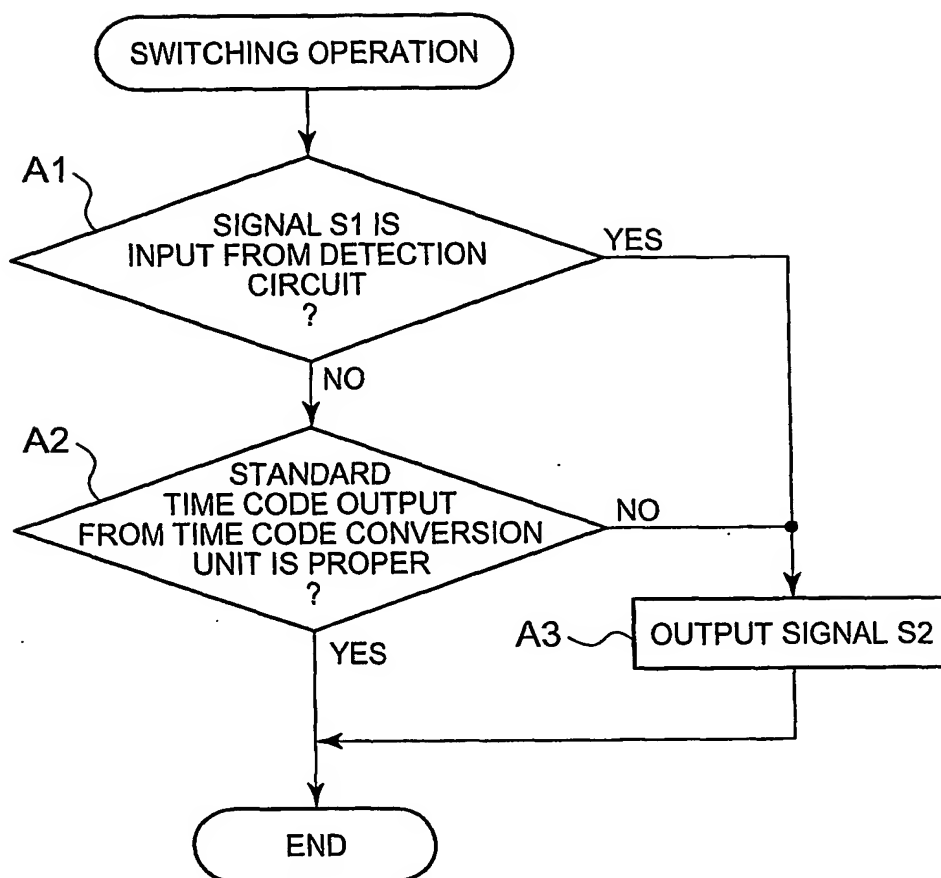 SWITCHING OPERATION
A1
SIGNAL S1 IS
INPUT FROM DETECTION
CIRCUIT
?
YES
NO
A2
STANDARD
TIME CODE OUTPUT
FROM TIME CODE CONVERSION
UNIT IS PROPER
?
NO
YES
A3
OUTPUT SIGNAL S2
END